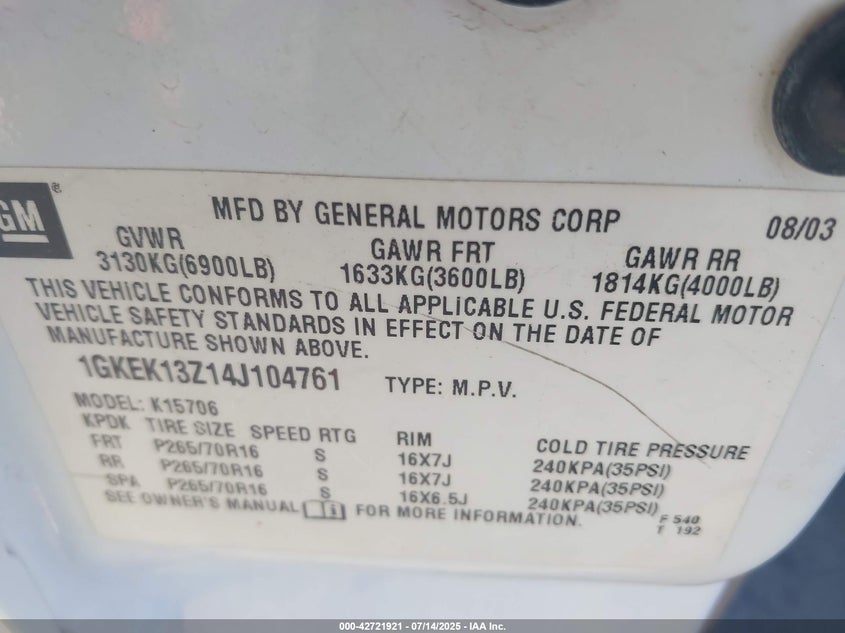 GM ®
MFD BY GENERAL MOTORS CORP 08/03
GVWR GAWR FRT GAWR RR
3130KG(6900LB) 1633KG(3600LB) 1814KG(4000LB)
THIS VEHICLE CONFORMS TO ALL APPLICABLE U.S. FEDERAL MOTOR
VEHICLE SAFETY STANDARDS IN EFFECT ON THE DATE OF
MANUFACTURE SHOWN ABOVE.
1GKEK13Z14J104761 TYPE: M.P.V.
MODEL: K15706
KPDK TIRE SIZE SPEED RTG RIM COLD TIRE PRESSURE
FRT P265/70R16 S 16X7J 240KPA(35PSI)
RR P265/70R16 S 16X7J 240KPA(35PSI)
SPA P265/70R16 S 16X6.5J 240KPA(35PSI)
SEE OWNER'S MANUAL i FOR MORE INFORMATION.
F 540
T 192
000-42721921 - 07/14/2025 - IAA Inc.